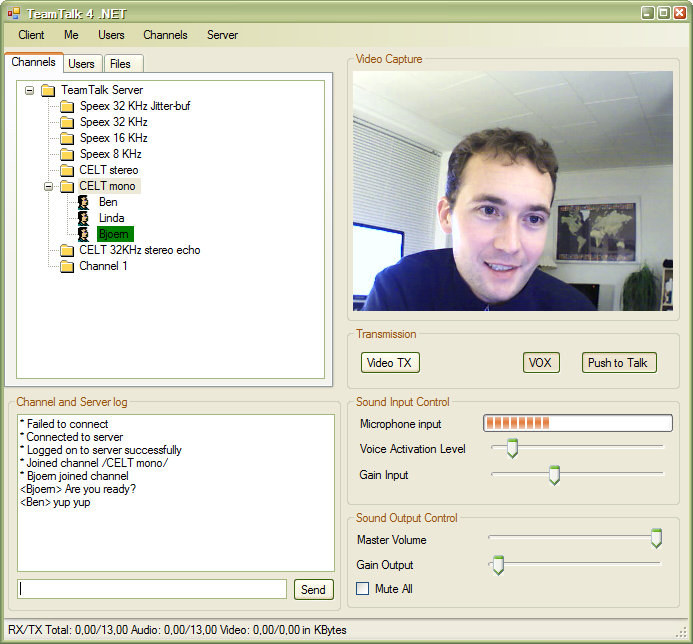 TeamTalk 4 .NET
Client Me Users Channels Server
Channels Users Files
TeamTalk Server
Speex 32 KHz Jitter-buf
Speex 32 KHz
Speex 16 KHz
Speex 8 KHz
CELT stereo
CELT mono
Ben
Linda
Bjoern
CELT 32KHz stereo echo
Channel 1
Channel and Server log
* Failed to connect
* Connected to server
* Logged on to server successfully
* Joined channel /CELT mono/
* Bjoern joined channel
<Bjoern> Are you ready?
<Ben> yup yup
Send
Video Capture
Transmission
Video TX VOX Push to Talk
Sound Input Control
Microphone input
Voice Activation Level
Gain Input
Sound Output Control
Master Volume
Gain Output
Mute All
RX/TX Total: 0,00/13,00 Audio: 0,00/13,00 Video: 0,00/0,00 in KBytes